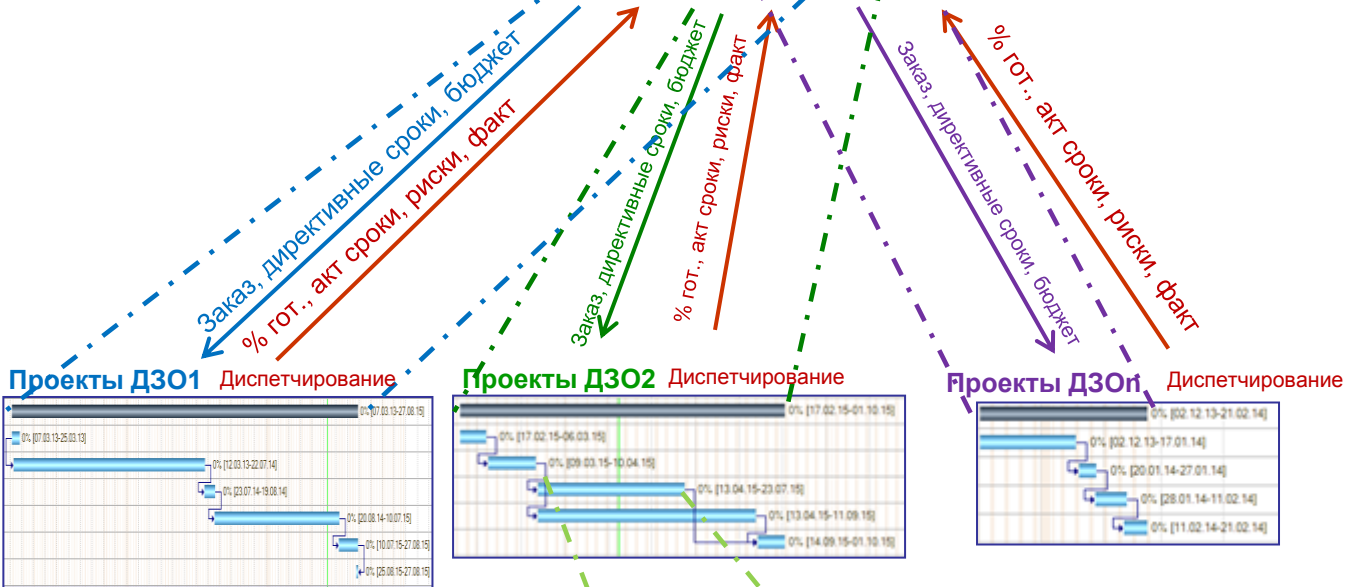 Заказ, директивные сроки, бюджет
% гот., акт сроки, риски, факт
Заказ, директивные сроки, бюджет
% гот., акт сроки, риски, факт
Заказ, директивные сроки, бюджет
% гот., акт сроки, риски, факт
Проекты ДЗО1 Диспетчирование
0% [07.03.13-27.08.15]
0% [07.03.13-25.03.13]
0% [12.03.13-22.07.14]
0% [23.07.14-19.08.14]
0% [20.08.14-10.07.15]
0% [10.07.15-27.08.15]
0% [25.08.15-27.08.15]
Проекты ДЗО2 Диспетчирование
0% [17.02.15-01.10.15]
0% [17.02.15-06.03.15]
0% [09.03.15-10.04.15]
0% [13.04.15-23.07.15]
0% [13.04.15-11.09.15]
0% [14.09.15-01.10.15]
Проекты ДЗОn Диспетчирование
0% [02.12.13-21.02.14]
0% [02.12.13-17.01.14]
0% [20.01.14-27.01.14]
0% [28.01.14-11.02.14]
0% [11.02.14-21.02.14]